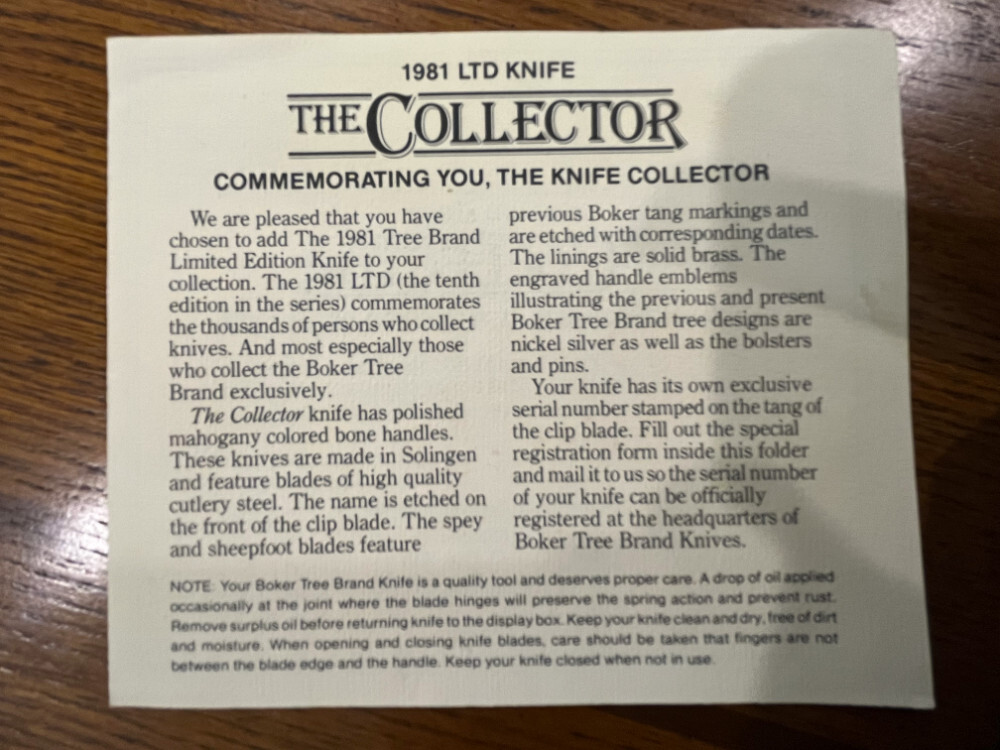 1981 LTD KNIFE
THE COLLECTOR
COMMEMORATING YOU, THE KNIFE COLLECTOR
We are pleased that you have
chosen to add The 1981 Tree Brand
Limited Edition Knife to your
collection. The 1981 LTD (the tenth
edition in the series) commemorates
the thousands of persons who collect
knives. And most especially those
who collect the Boker Tree
Brand exclusively.
The Collector knife has polished
mahogany colored bone handles.
These knives are made in Solingen
and feature blades of high quality
cutlery steel. The name is etched on
the front of the clip blade. The spey
and sheepfoot blades feature
previous Boker tang markings and
are etched with corresponding dates.
The linings are solid brass. The
engraved handle emblems
illustrating the previous and present
Boker Tree Brand tree designs are
nickel silver as well as the bolsters
and pins.
Your knife has its own exclusive
serial number stamped on the tang of
the clip blade. Fill out the special
registration form inside this folder
and mail it to us so the serial number
of your knife can be officially
registered at the headquarters of
Boker Tree Brand Knives.
NOTE: Your Boker Tree Brand Knife is a quality tool and deserves proper care. A drop of oil applied
occasionally at the joint where the blade hinges will preserve the spring action and prevent rust.
Remove surplus oil before returning knife to the display box. Keep your knife clean and dry, free of dirt
and moisture. When opening and closing knife blades, care should be taken that fingers are not
between the blade edge and the handle. Keep your knife closed when not in use.